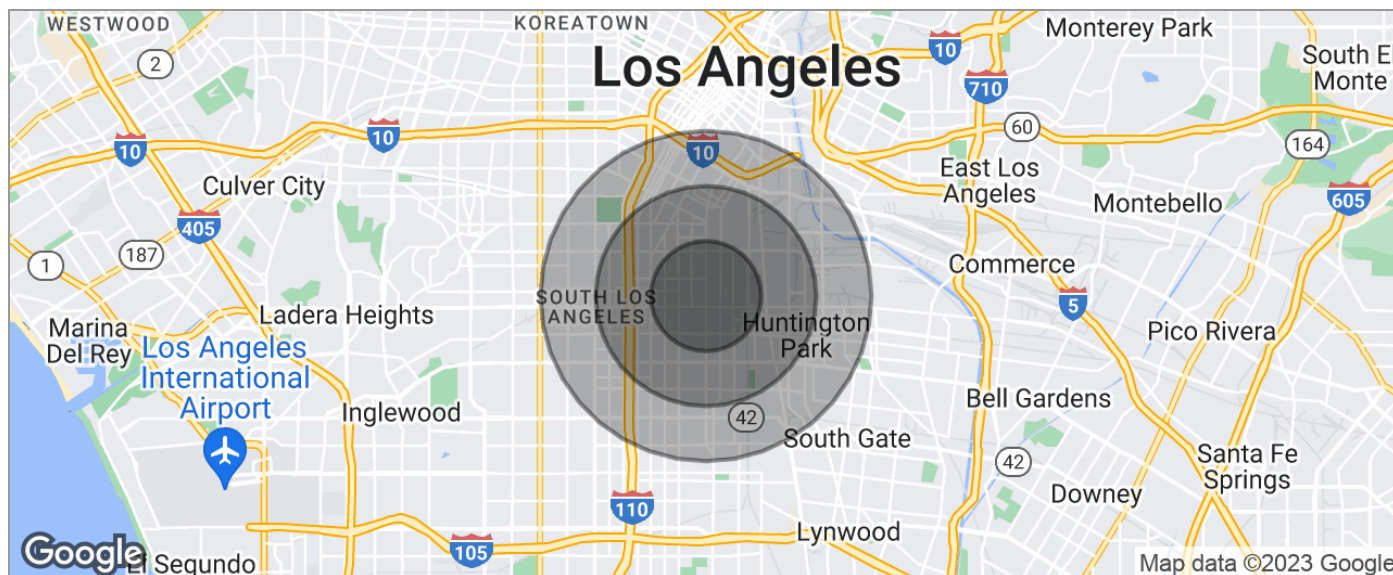 WESTWOOD
KOREATOWN
Monterey Park
2
10
Los Angeles
710
South El
Monte
10
10
10
60
164
Culver City
East Los
Angeles
Montebello
605
405
187
1
Commerce
5
SOUTH LOS
ANGELES
Ladera Heights
Huntington
Park
Marina
Del Rey
Pico Rivera
Los Angeles
International
Airport
Inglewood
42
Bell Gardens
South Gate
42
Santa Fe
Springs
Downey
110
Lynwood
105
Google
El Segundo
Map data ©2023 Google